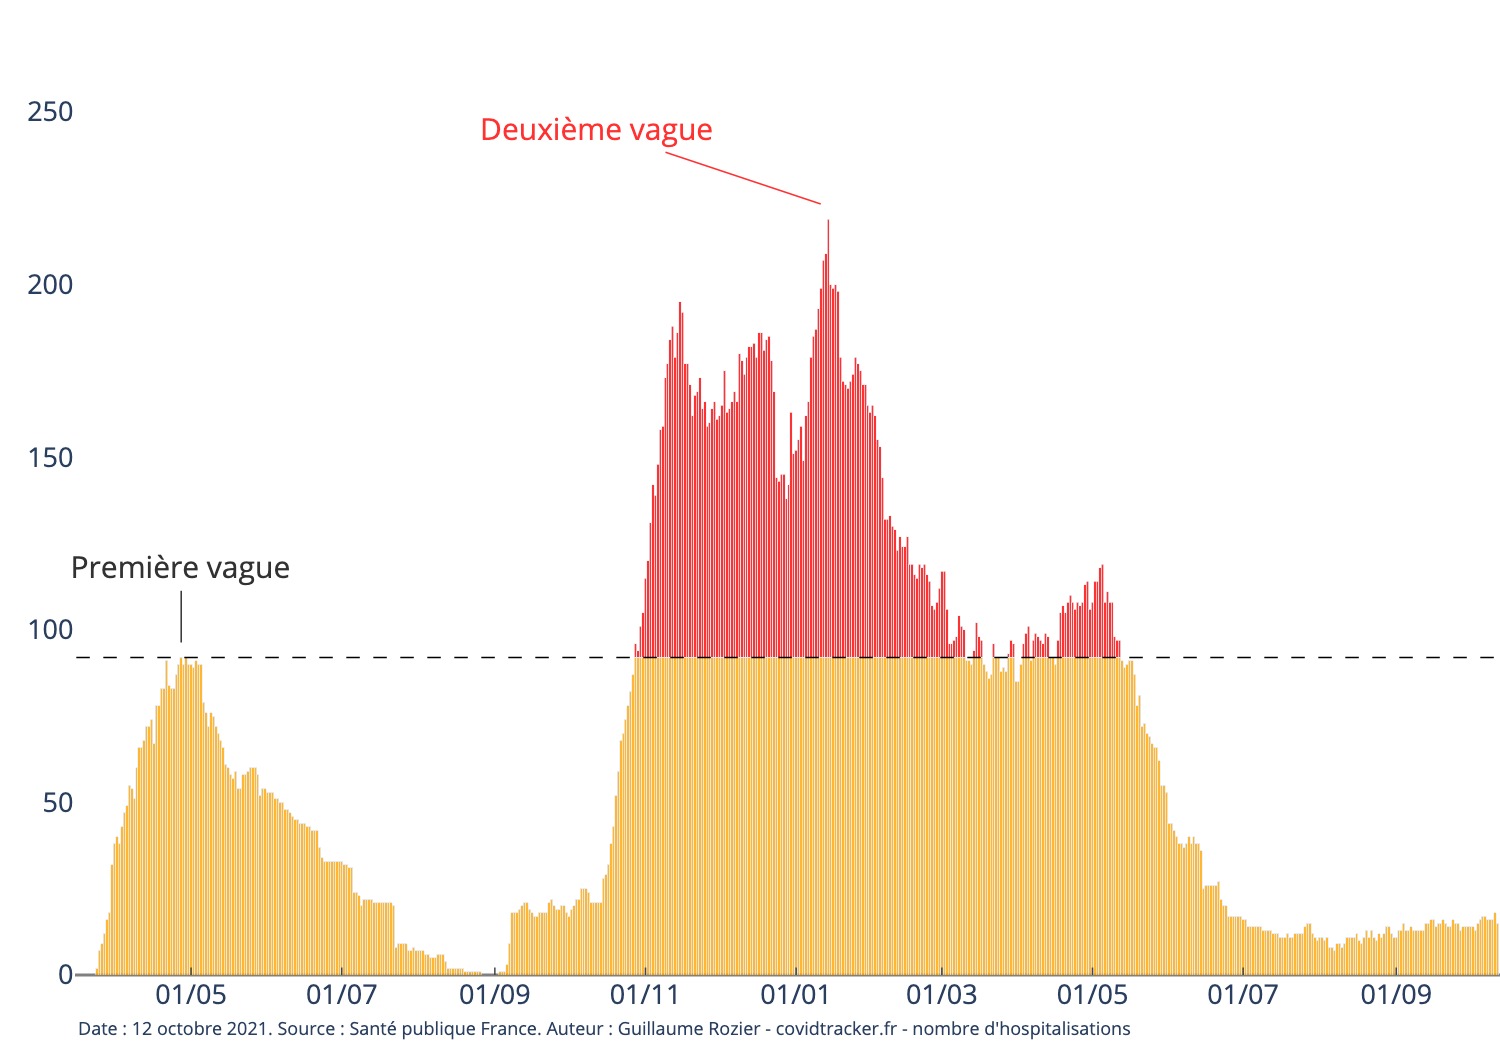 250
Deuxième vague
200
150
Première vague
100
50
0
01/05 01/07 01/09 01/11 01/01 01/03 01/05 01/07 01/09
Date : 12 octobre 2021. Source : Santé publique France. Auteur : Guillaume Rozier - covidtracker.fr - nombre d'hospitalisations